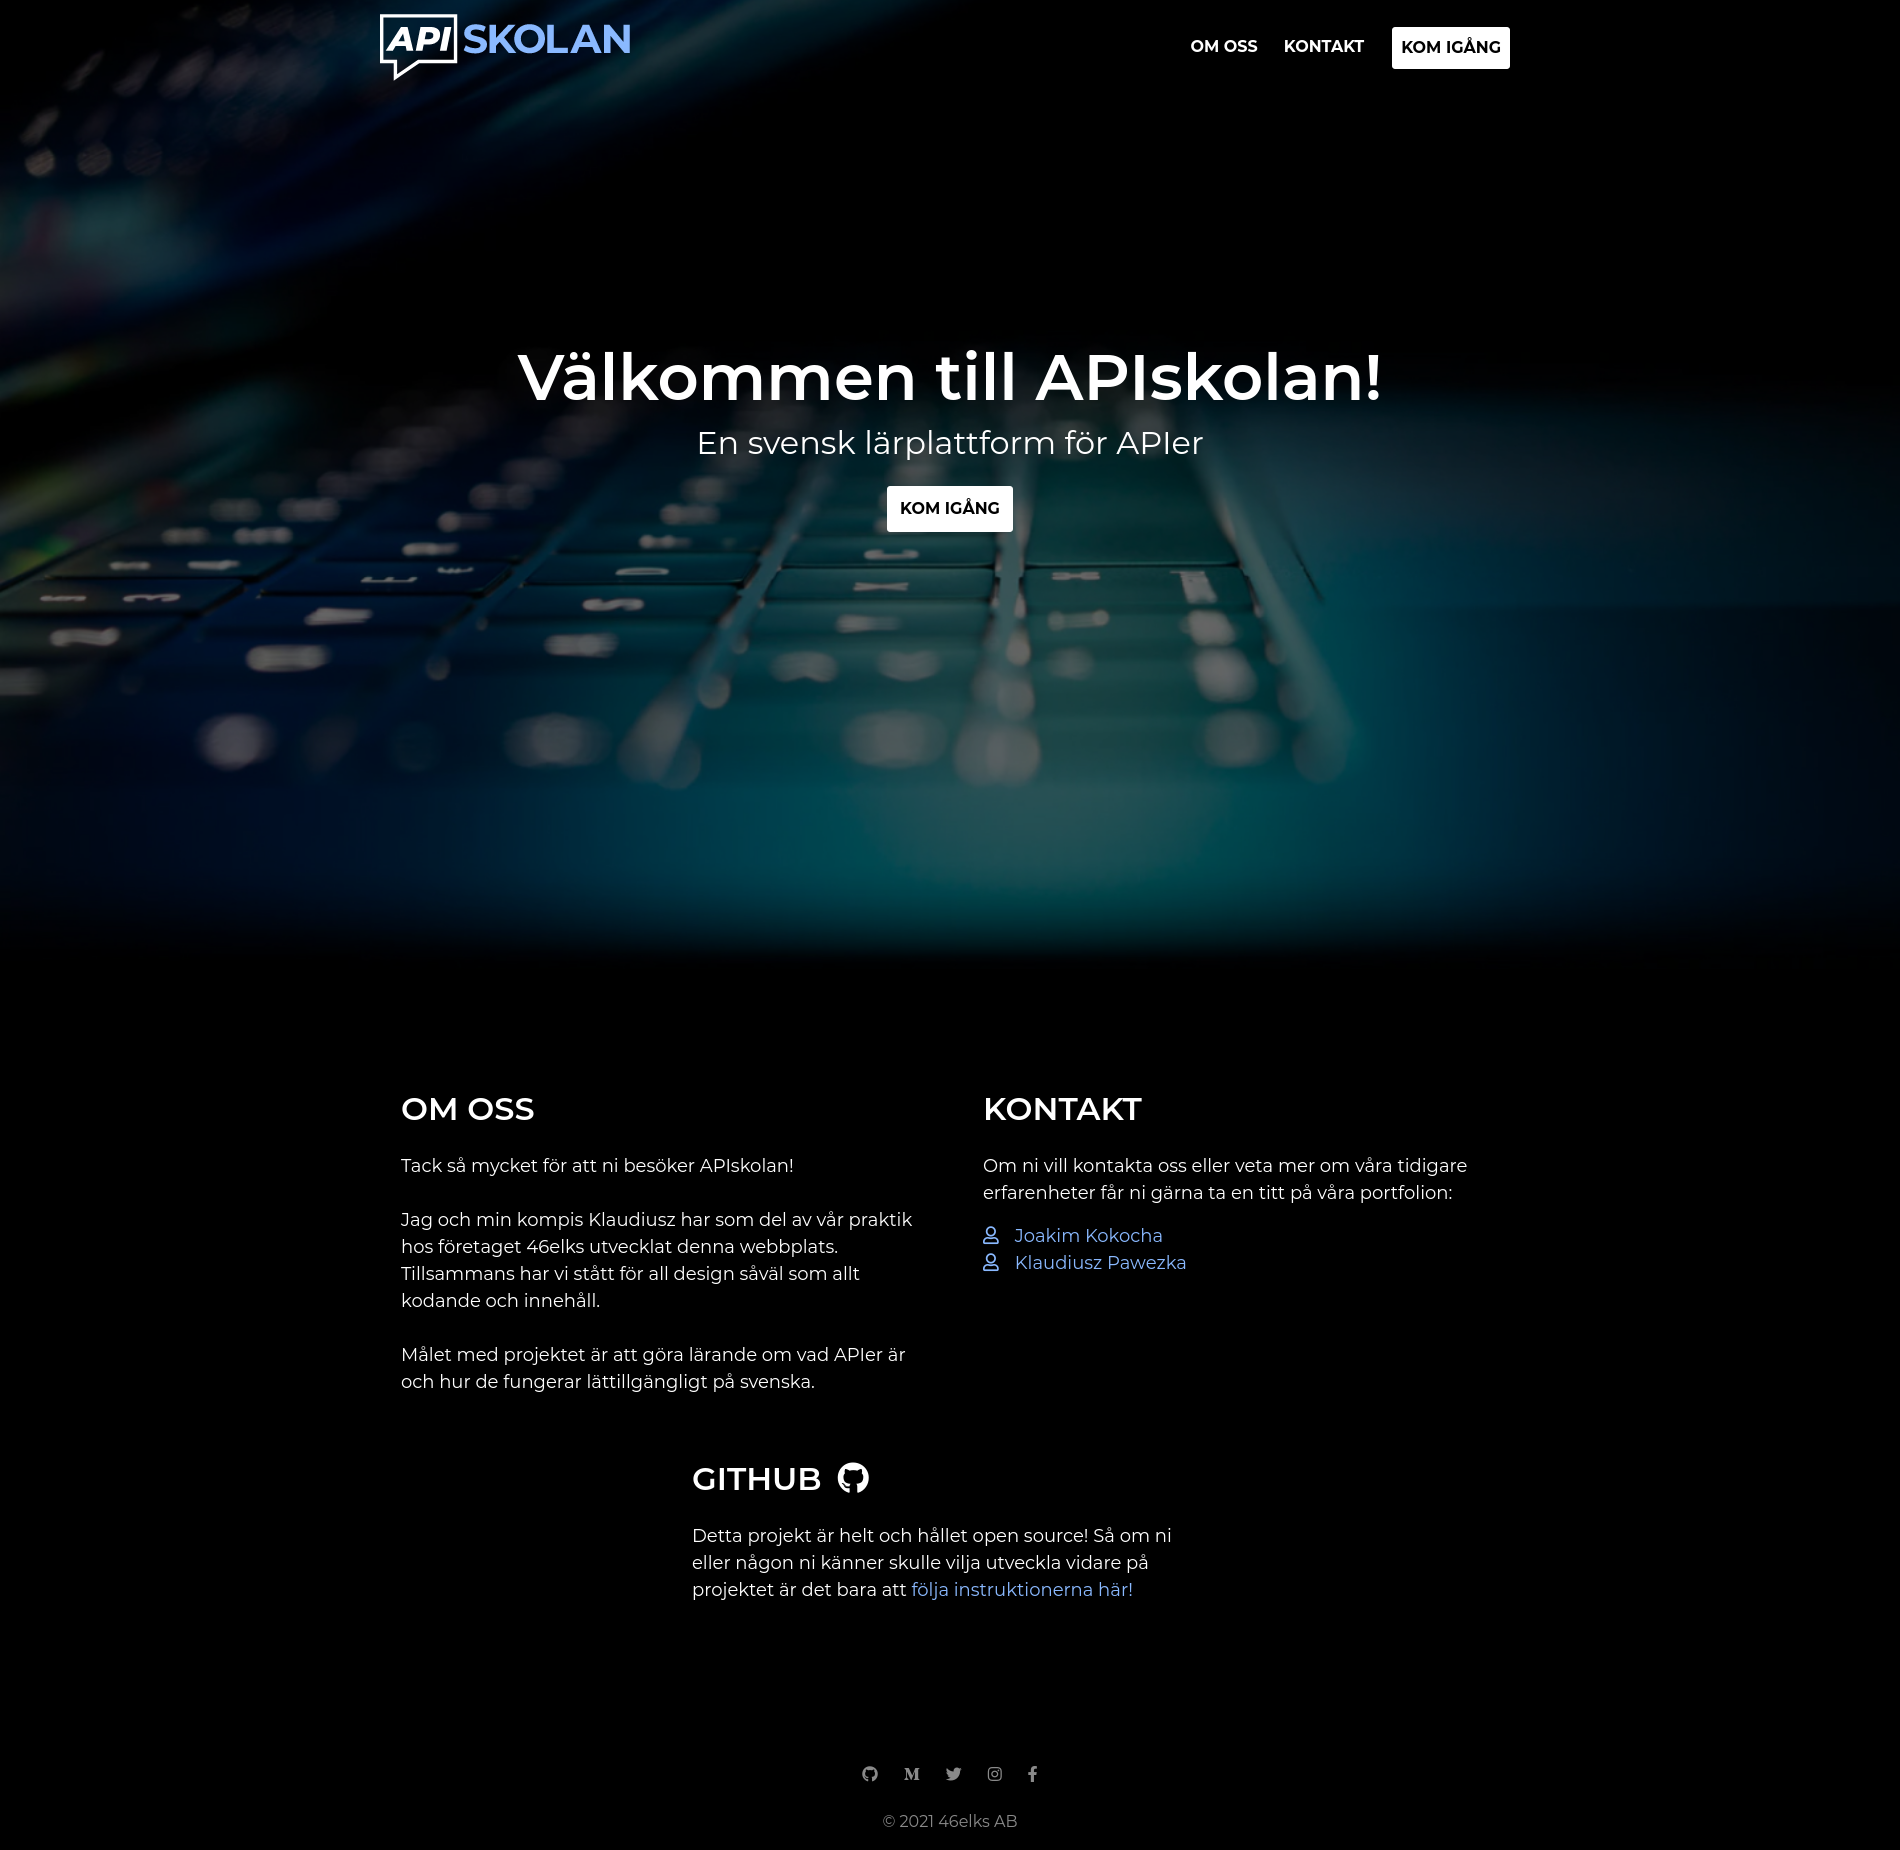 API SKOLAN
OM OSS KONTAKT KOM IGÅNG
Välkommen till APIskolan!
En svensk lärplattform för APIer
KOM IGÅNG
OM OSS
Tack så mycket för att ni besöker APIskolan!
Jag och min kompis Klaudiusz har som del av vår praktik
hos företaget 46elks utvecklat denna webbplats.
Tillsammans har vi stått för all design såväl som allt
kodande och innehåll.
Målet med projektet är att göra lärande om vad APIer är
och hur de fungerar lättillgängligt på svenska.
KONTAKT
Om ni vill kontakta oss eller veta mer om våra tidigare
erfarenheter får ni gärna ta en titt på våra portfolion:
Joakim Kokocha
Klaudiusz Pawezka
GITHUB
Detta projekt är helt och hållet open source! Så om ni
eller någon ni känner skulle vilja utveckla vidare på
projektet är det bara att följa instruktionerna här!
© 2021 46elks AB